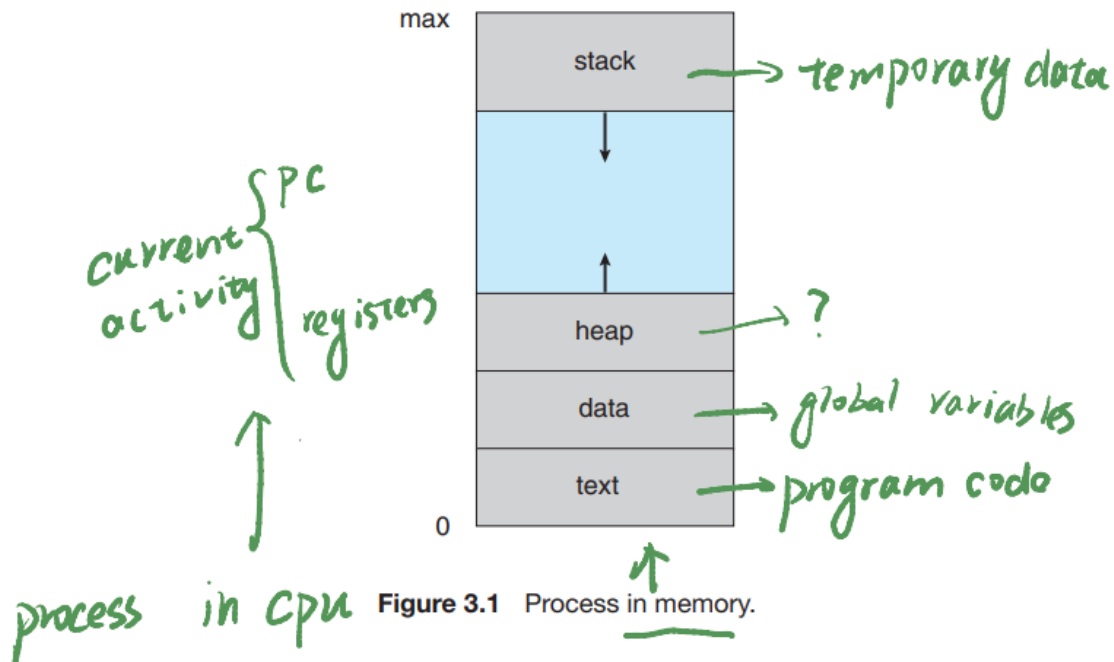 max
stack
temporary data
PC
current
activity
registers
heap
?
data
global variables
text
program code
0
process in cpu
Figure 3.1 Process in memory.